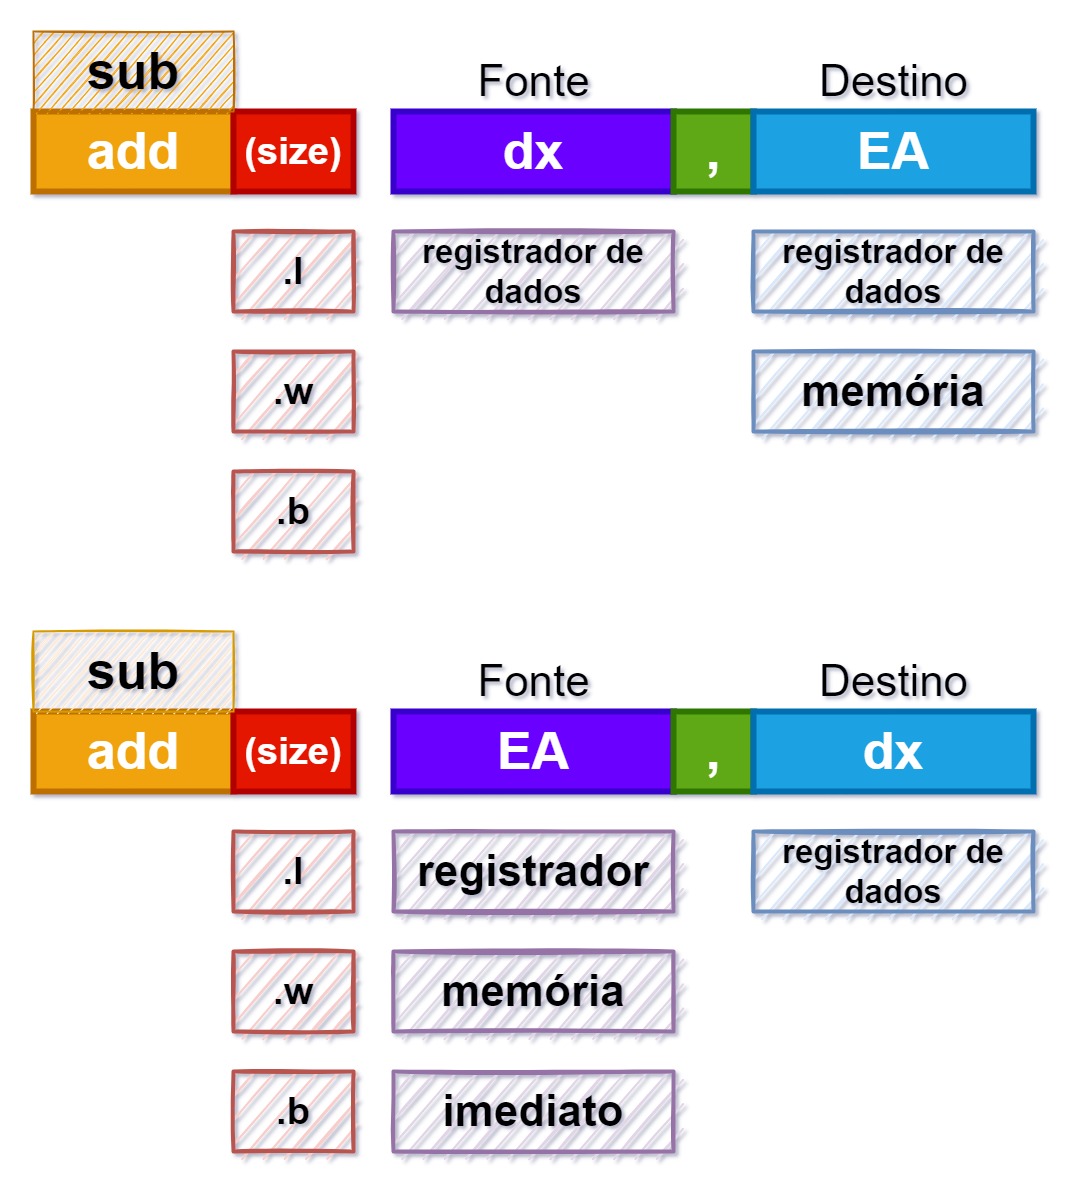 sub
Fonte Destino
add (size) dx , EA
.l registrador de dados registrador de dados
.w memória
.b
sub
Fonte Destino
add (size) EA , dx
.l registrador registrador de dados
.w memória
.b imediato